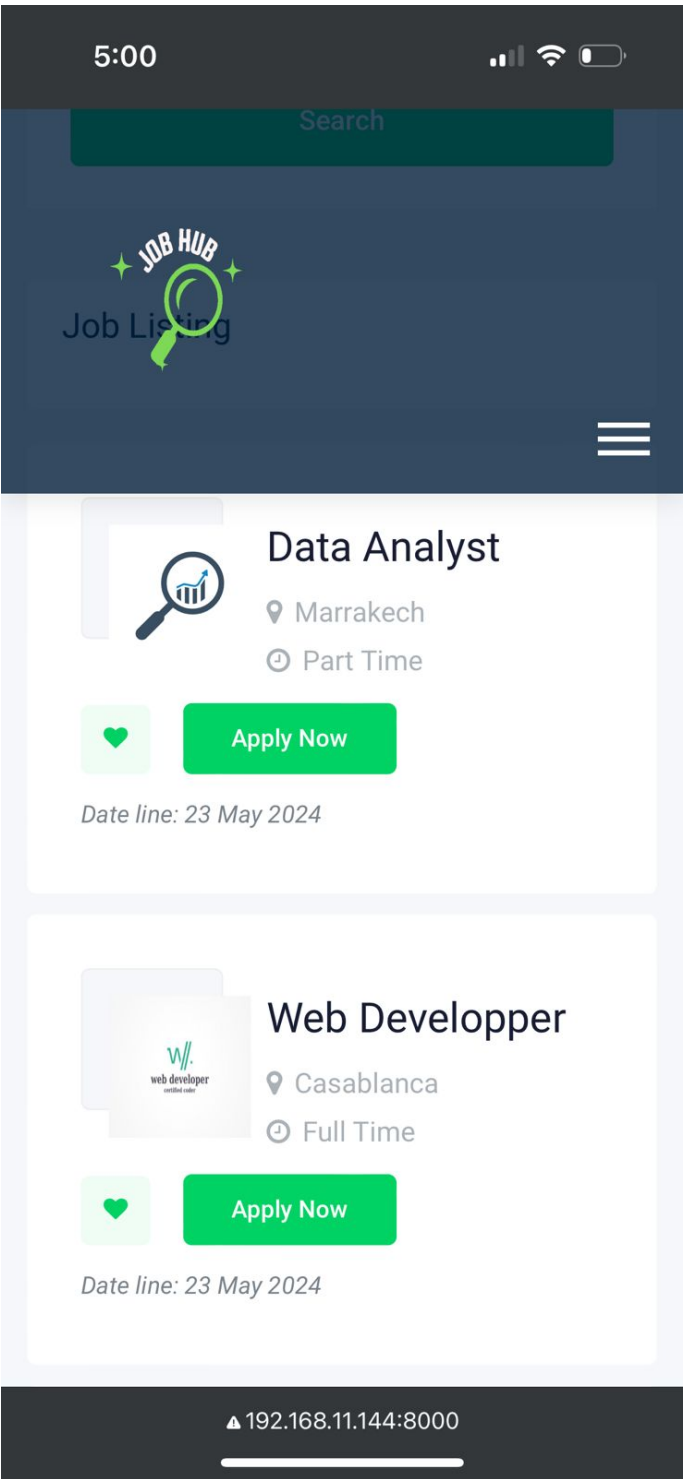 5:00
Search
JOB HUB
Job Listing
Data Analyst
Marrakech
Part Time
Apply Now
Date line: 23 May 2024
Web Developper
W//.
web developer
certified coder
Casablanca
Full Time
Apply Now
Date line: 23 May 2024
192.168.11.144:8000